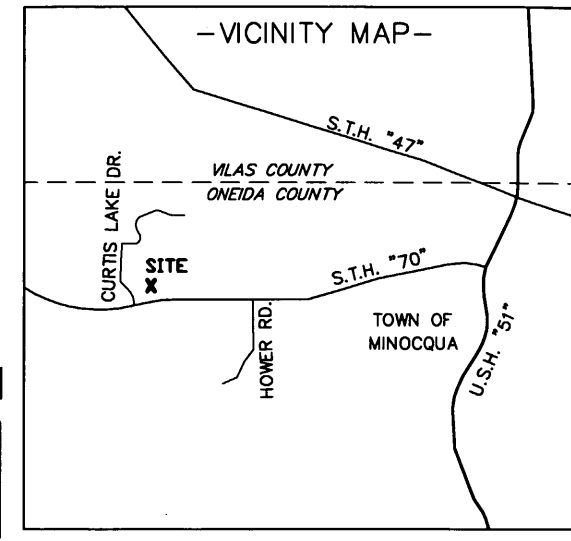 -VICINITY MAP-
S.T.H. "47"
VILAS COUNTY
ONEIDA COUNTY
CURTIS LAKE DR.
SITE
X
S.T.H. "70"
HOWER RD.
TOWN OF
MINOCQUA
U.S.H. "51"